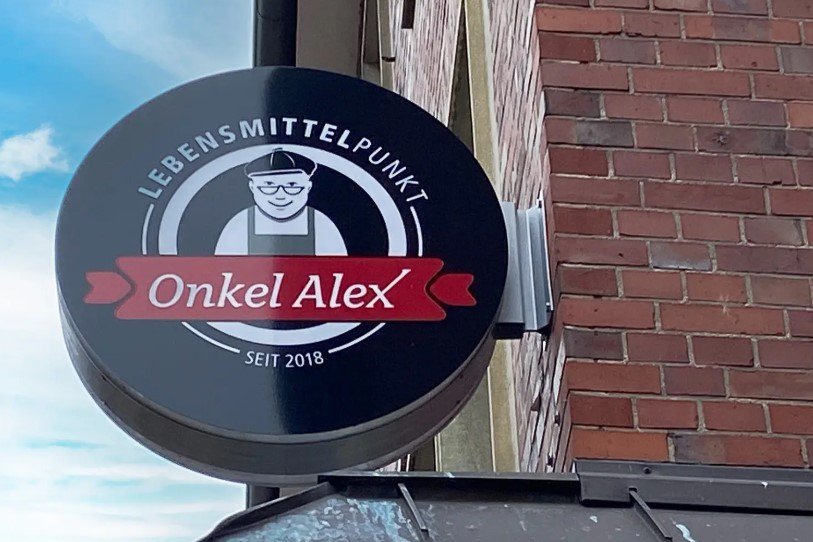 LEBENSMITTELPUNKT
Onkel Alex
SEIT 2018